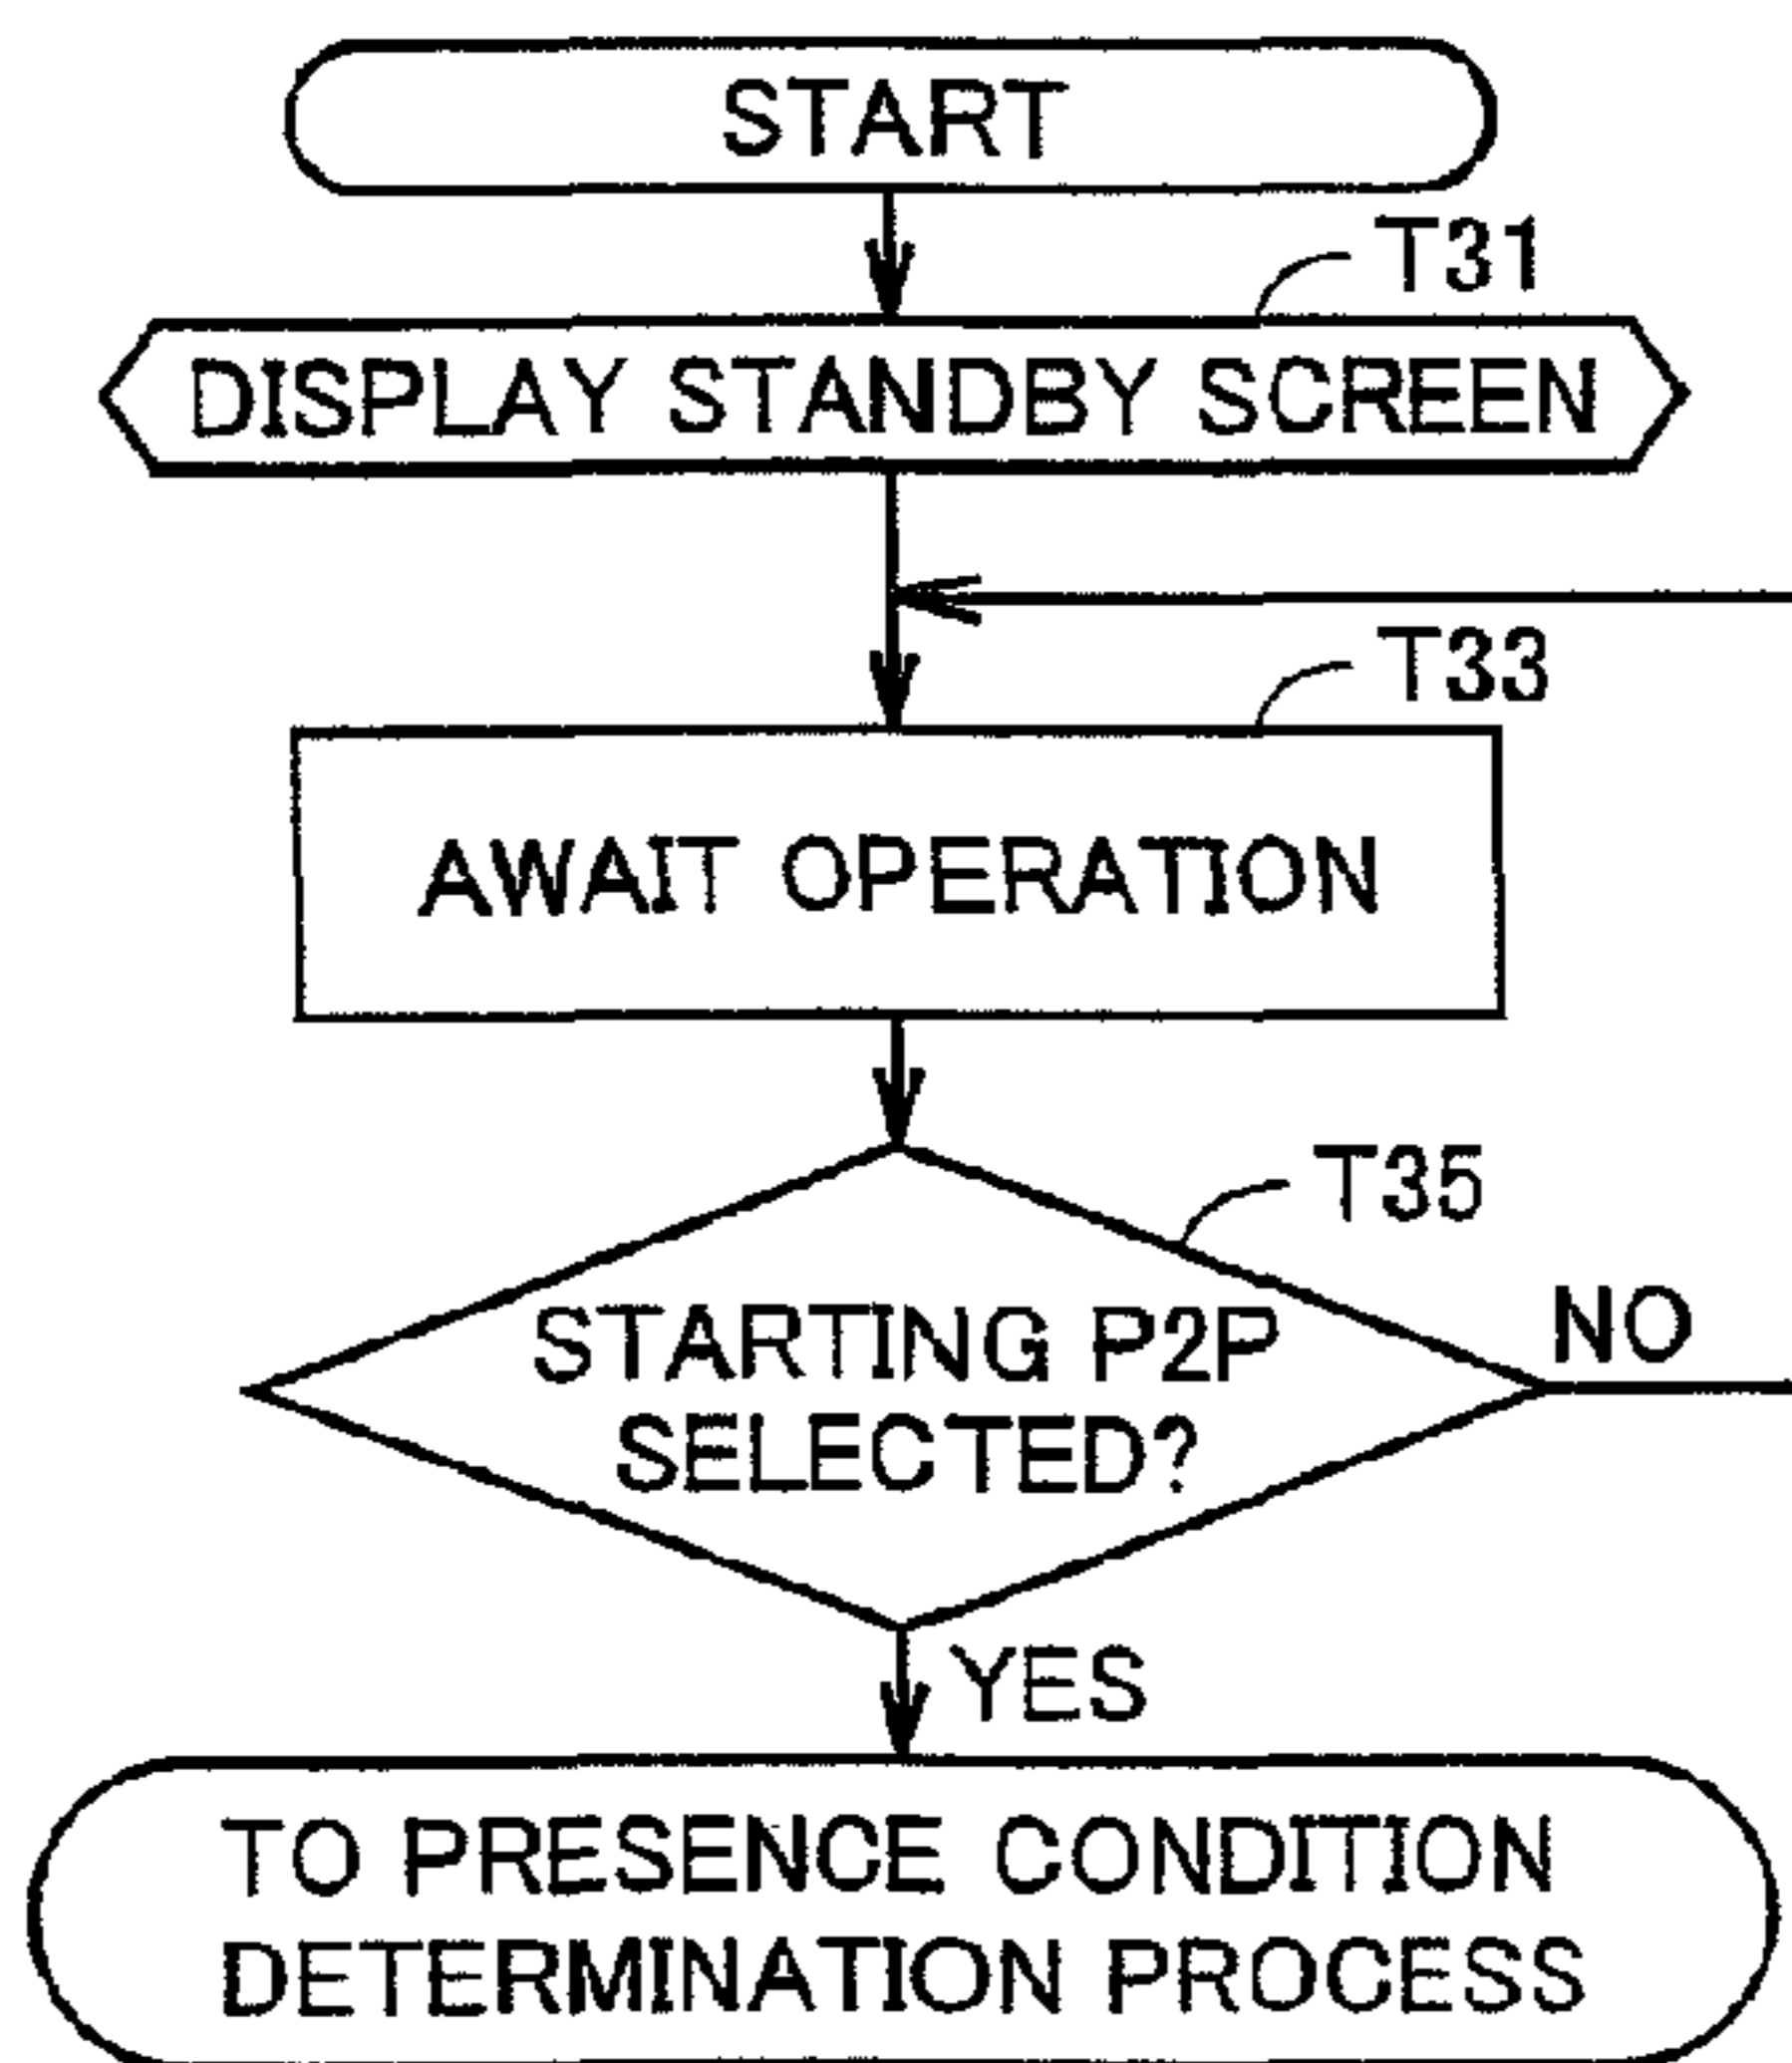 START
T31
DISPLAY STANDBY SCREEN
T33
AWAIT OPERATION
T35
STARTING P2P
SELECTED?
NO
YES
TO PRESENCE CONDITION
DETERMINATION PROCESS